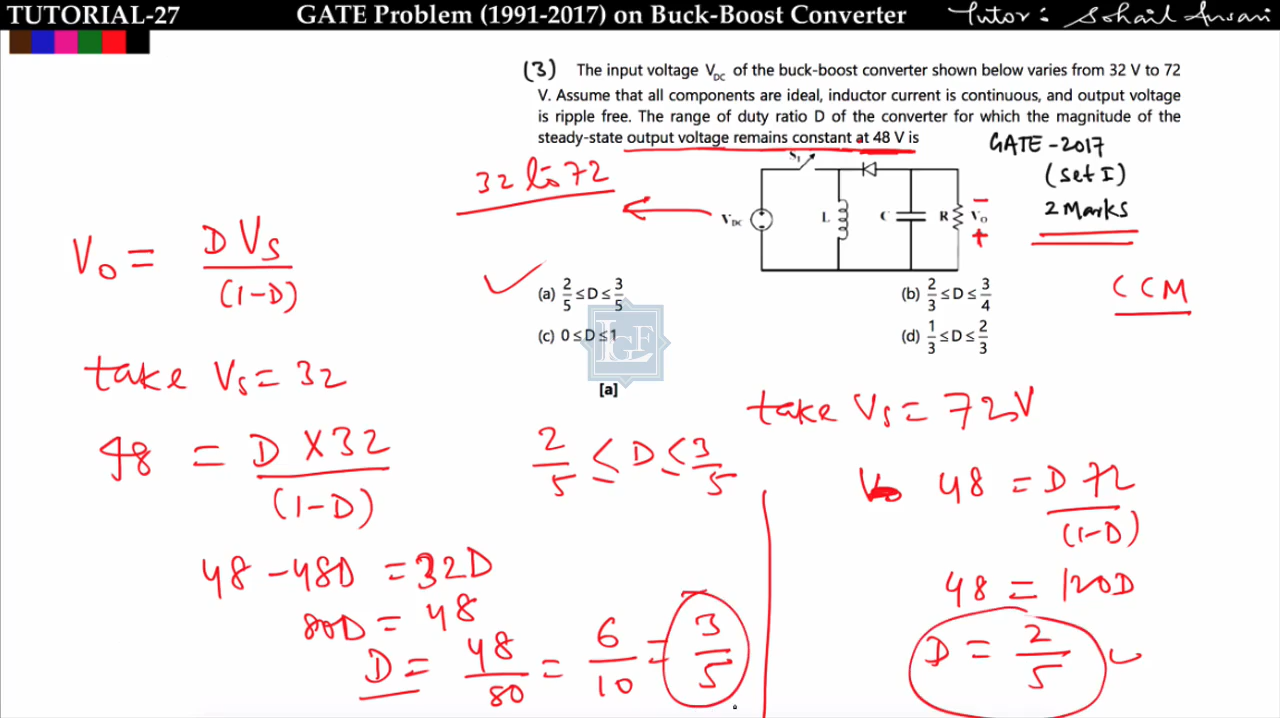 TUTORIAL-27 GATE Problem (1991-2017) on Buck-Boost Converter Tutor: Sohail Ansari
(3) The input voltage V_DC of the buck-boost converter shown below varies from 32 V to 72
V. Assume that all components are ideal, inductor current is continuous, and output voltage
is ripple free. The range of duty ratio D of the converter for which the magnitude of the
steady-state output voltage remains constant at 48 V is
GATE-2017
(set I)
2 Marks
32 to 72
S₁
V_DC L C R V₀
−
+
CCM
(a) 2/5 ≤ D ≤ 3/5 (b) 2/3 ≤ D ≤ 3/4
(c) 0 ≤ D ≤ 1 (d) 1/3 ≤ D ≤ 2/3
LGF
[a]
V₀ = D Vs / (1-D)
take Vs = 32
48 = D X 32 / (1-D)
48 - 48D = 32D
80D = 48
D = 48/80 = 6/10 = 3/5
2/5 ≤ D ≤ 3/5
take Vs = 72V
48 = D 72 / (1-D)
48 = 120D
D = 2/5